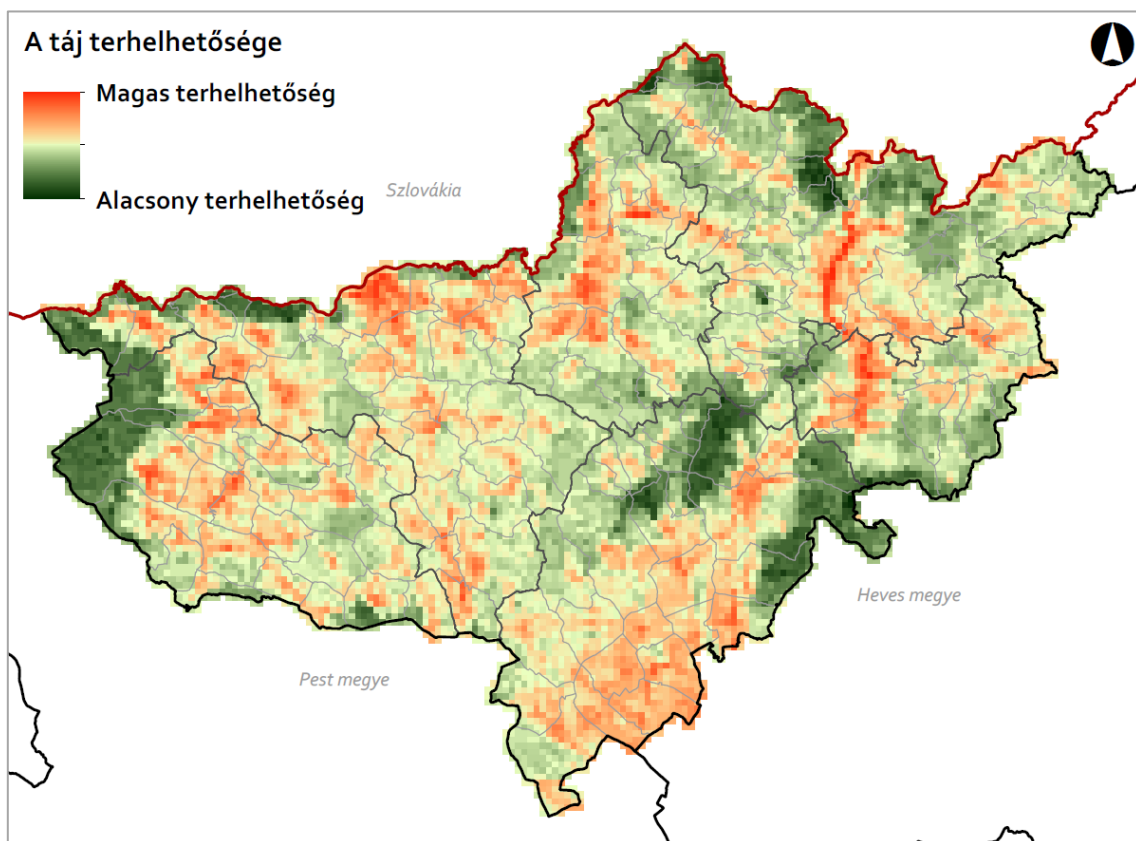 A táj terhelhetősége
Magas terhelhetőség
Alacsony terhelhetőség
Szlovákia
Heves megye
Pest megye